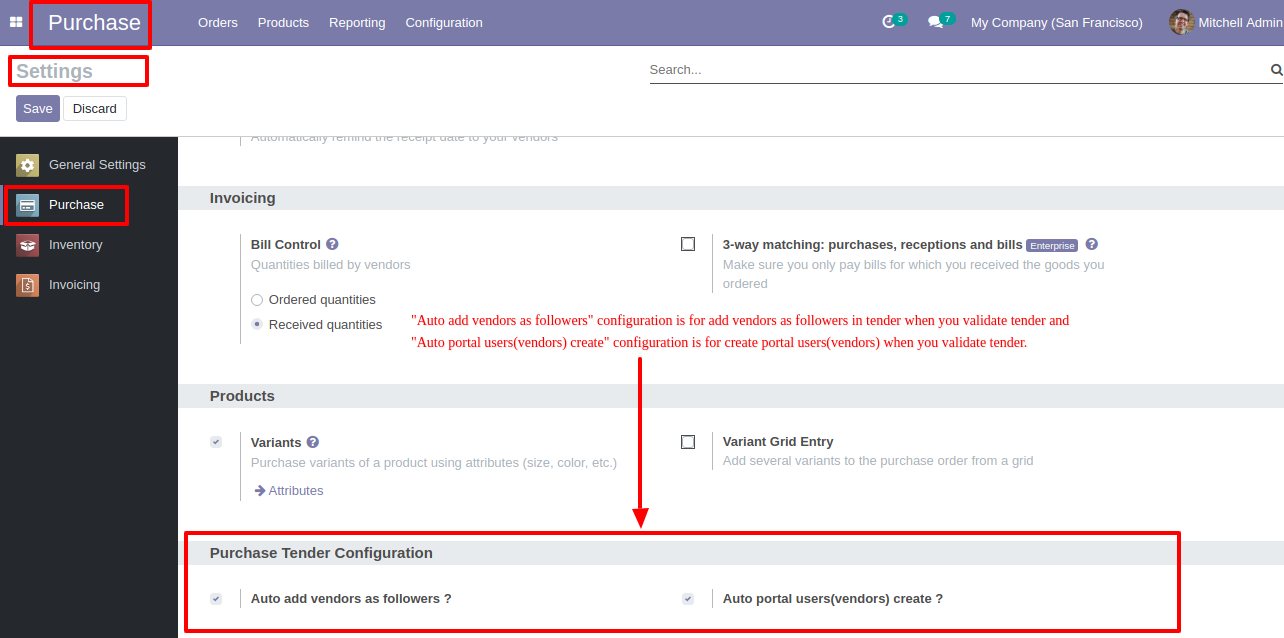 Purchase Orders Products Reporting Configuration 3 7 My Company (San Francisco) Mitchell Admin
Settings Search...
Save Discard
Automatically remind the receipt date to your vendors
General Settings
Purchase
Inventory
Invoicing
Invoicing
Bill Control ?
Quantities billed by vendors
Ordered quantities
Received quantities
3-way matching: purchases, receptions and bills Enterprise ?
Make sure you only pay bills for which you received the goods you
ordered
"Auto add vendors as followers" configuration is for add vendors as followers in tender when you validate tender and
"Auto portal users(vendors) create" configuration is for create portal users(vendors) when you validate tender.
Products
Variants ?
Purchase variants of a product using attributes (size, color, etc.)
Attributes
Variant Grid Entry
Add several variants to the purchase order from a grid
Purchase Tender Configuration
Auto add vendors as followers ?
Auto portal users(vendors) create ?